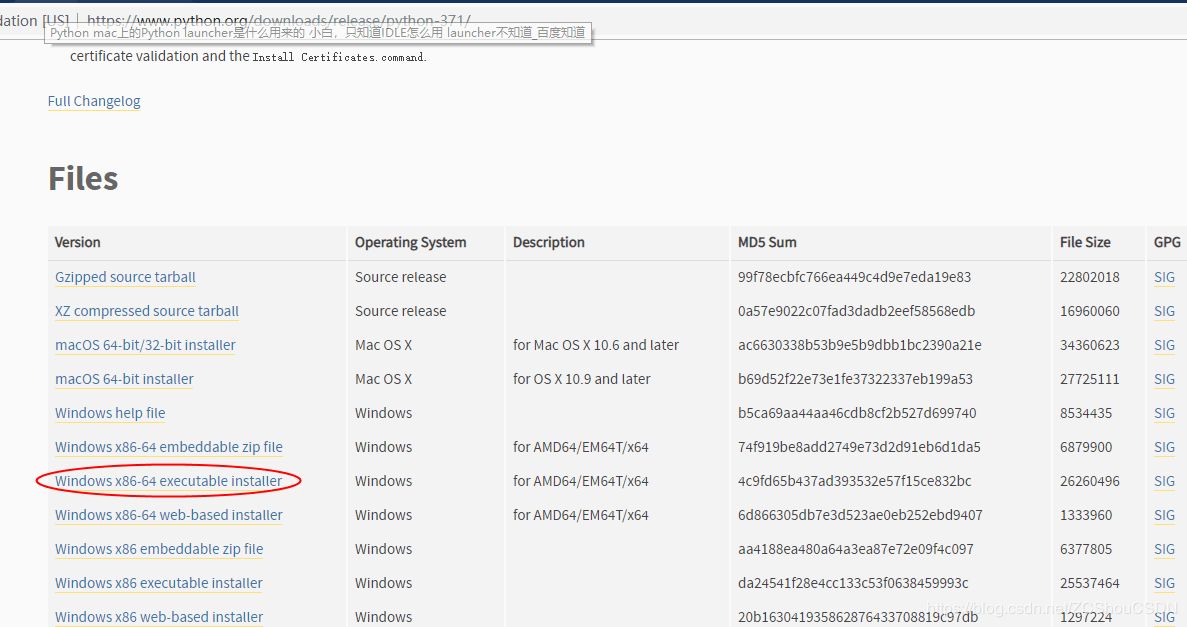 dation [US] | https://www.python.org/downloads/release/python-371/
Python mac上的Python launcher是什么用来的 小白，只知道IDLE怎么用 launcher不知道_百度知道
certificate validation and the Install Certificates.command.
Full Changelog
Files
Version Operating System Description MD5 Sum File Size GPG
Gzipped source tarball Source release 99f78ecbfc766ea449c4d9e7eda19e83 22802018 SIG
XZ compressed source tarball Source release 0a57e9022c07fad3dadb2eef58568edb 16960060 SIG
macOS 64-bit/32-bit installer Mac OS X for Mac OS X 10.6 and later ac6630338b53b9e5b9dbb1bc2390a21e 34360623 SIG
macOS 64-bit installer Mac OS X for OS X 10.9 and later b69d52f22e73e1fe37322337eb199a53 27725111 SIG
Windows help file Windows b5ca69aa44aa46cdb8cf2b527d699740 8534435 SIG
Windows x86-64 embeddable zip file Windows for AMD64/EM64T/x64 74f919be8add2749e73d2d91eb6d1da5 6879900 SIG
Windows x86-64 executable installer Windows for AMD64/EM64T/x64 4c9fd65b437ad393532e57f15ce832bc 26260496 SIG
Windows x86-64 web-based installer Windows for AMD64/EM64T/x64 6d866305db7e3d523ae0eb252ebd9407 1333960 SIG
Windows x86 embeddable zip file Windows aa4188ea480a64a3ea87e72e09f4c097 6377805 SIG
Windows x86 executable installer Windows da24541f28e4cc133c53f0638459993c 25537464 SIG
Windows x86 web-based installer Windows 20b163041935862876433708819c97db 1297224 SIG
https://blog.csdn.net/ZGShouCSDN